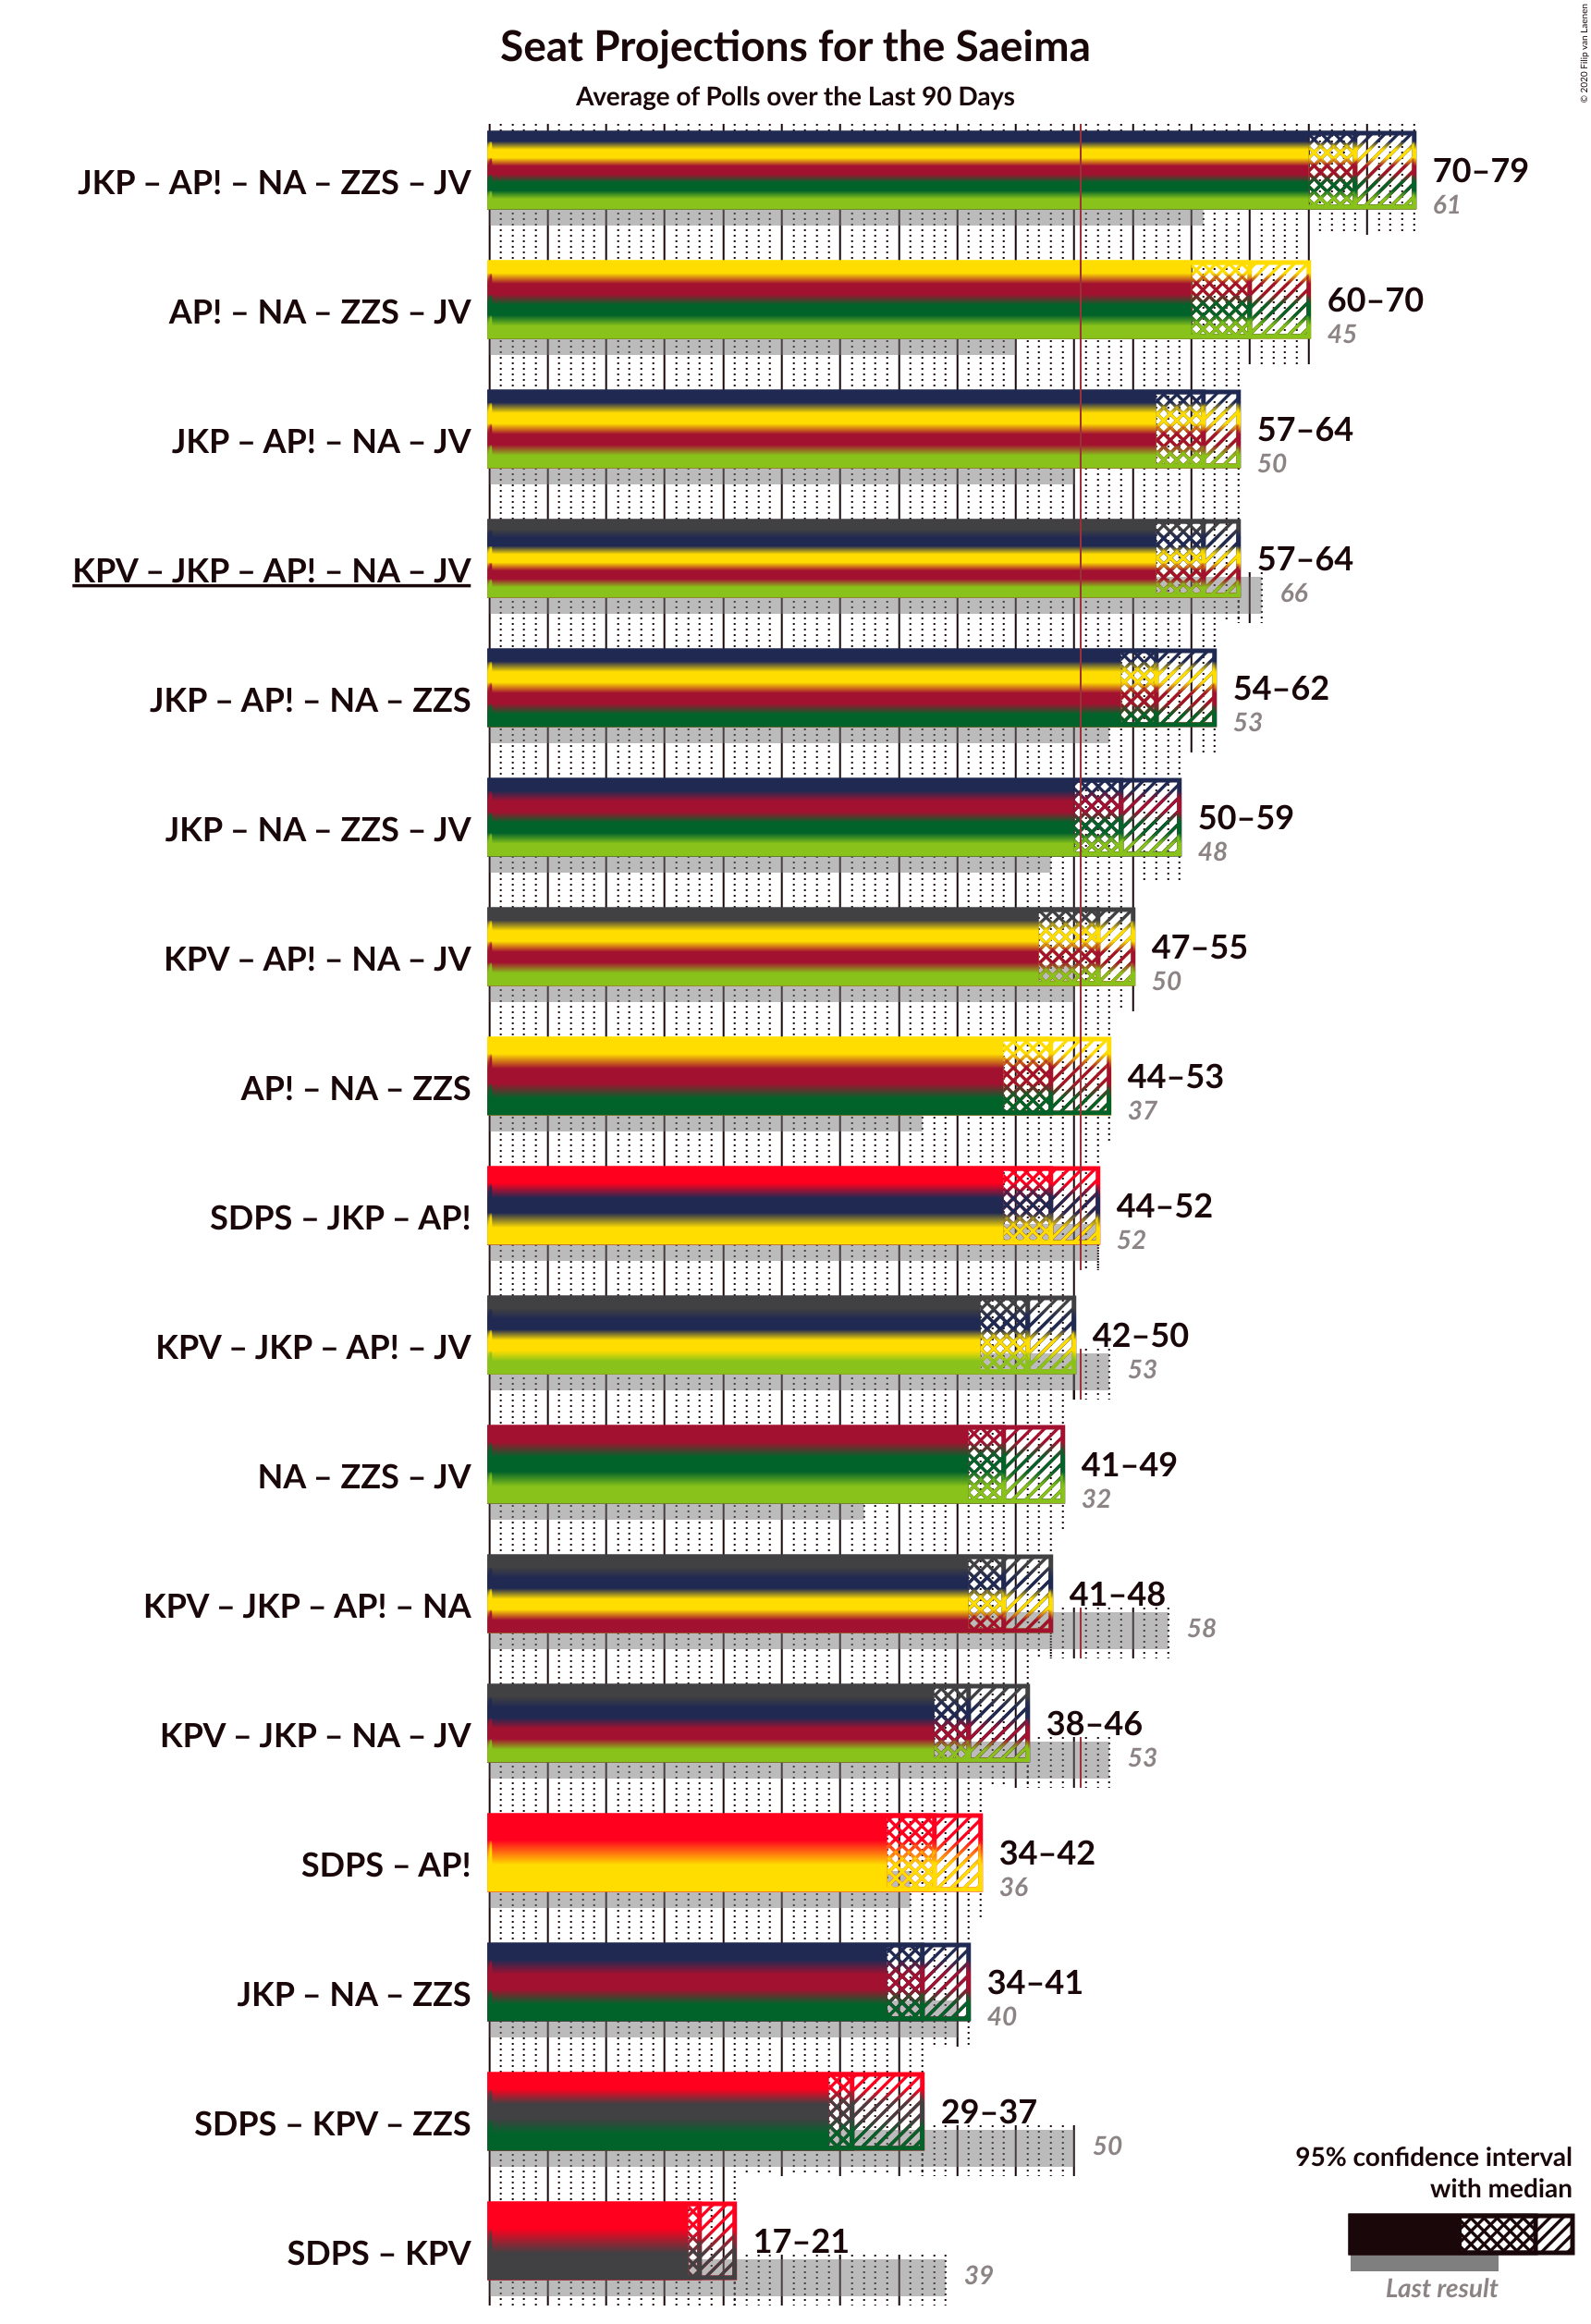 Seat Projections for the Saeima
Average of Polls over the Last 90 Days
© 2020 Filip van Laenen
JKP – AP! – NA – ZZS – JV
70–79
61
AP! – NA – ZZS – JV
60–70
45
JKP – AP! – NA – JV
57–64
50
KPV – JKP – AP! – NA – JV
57–64
66
JKP – AP! – NA – ZZS
54–62
53
JKP – NA – ZZS – JV
50–59
48
KPV – AP! – NA – JV
47–55
50
AP! – NA – ZZS
44–53
37
SDPS – JKP – AP!
44–52
52
KPV – JKP – AP! – JV
42–50
53
NA – ZZS – JV
41–49
32
KPV – JKP – AP! – NA
41–48
58
KPV – JKP – NA – JV
38–46
53
SDPS – AP!
34–42
36
JKP – NA – ZZS
34–41
40
SDPS – KPV – ZZS
29–37
50
SDPS – KPV
17–21
39
95% confidence interval
with median
Last result